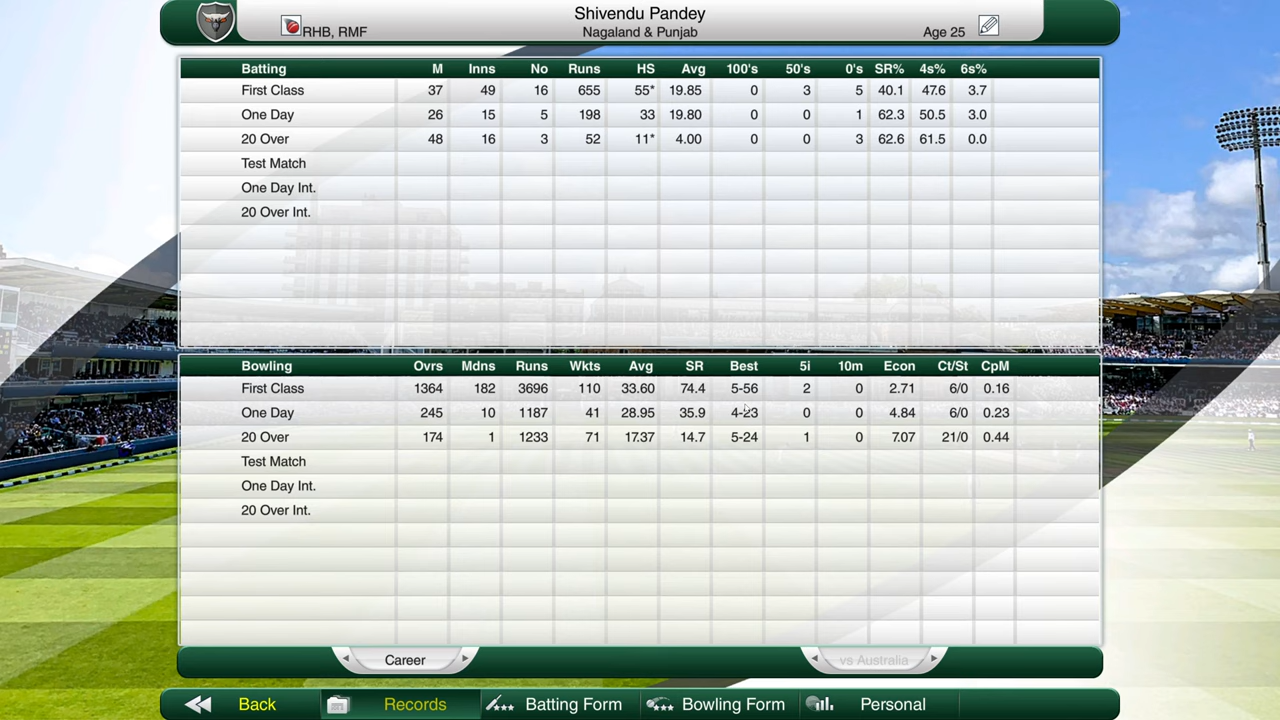 Shivendu Pandey
RHB, RMF Nagaland & Punjab Age 25
Batting M Inns No Runs HS Avg 100's 50's 0's SR% 4s% 6s%
First Class 37 49 16 655 55* 19.85 0 3 5 40.1 47.6 3.7
One Day 26 15 5 198 33 19.80 0 0 1 62.3 50.5 3.0
20 Over 48 16 3 52 11* 4.00 0 0 3 62.6 61.5 0.0
Test Match
One Day Int.
20 Over Int.
Bowling Ovrs Mdns Runs Wkts Avg SR Best 5i 10m Econ Ct/St CpM
First Class 1364 182 3696 110 33.60 74.4 5-56 2 0 2.71 6/0 0.16
One Day 245 10 1187 41 28.95 35.9 4-23 0 0 4.84 6/0 0.23
20 Over 174 1 1233 71 17.37 14.7 5-24 1 0 7.07 21/0 0.44
Test Match
One Day Int.
20 Over Int.
Career vs Australia
Back Records Batting Form Bowling Form Personal